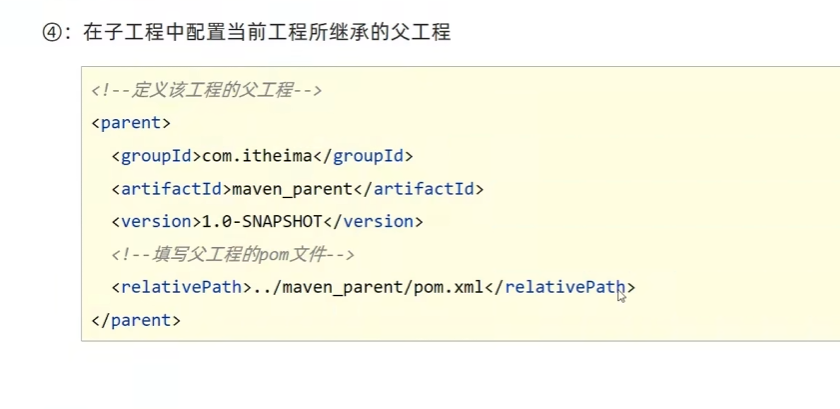 ④：在子工程中配置当前工程所继承的父工程
<!--定义该工程的父工程-->
<parent>
<groupId>com.itheima</groupId>
<artifactId>maven_parent</artifactId>
<version>1.0-SNAPSHOT</version>
<!--填写父工程的pom文件-->
<relativePath>../maven_parent/pom.xml</relativePath>
</parent>